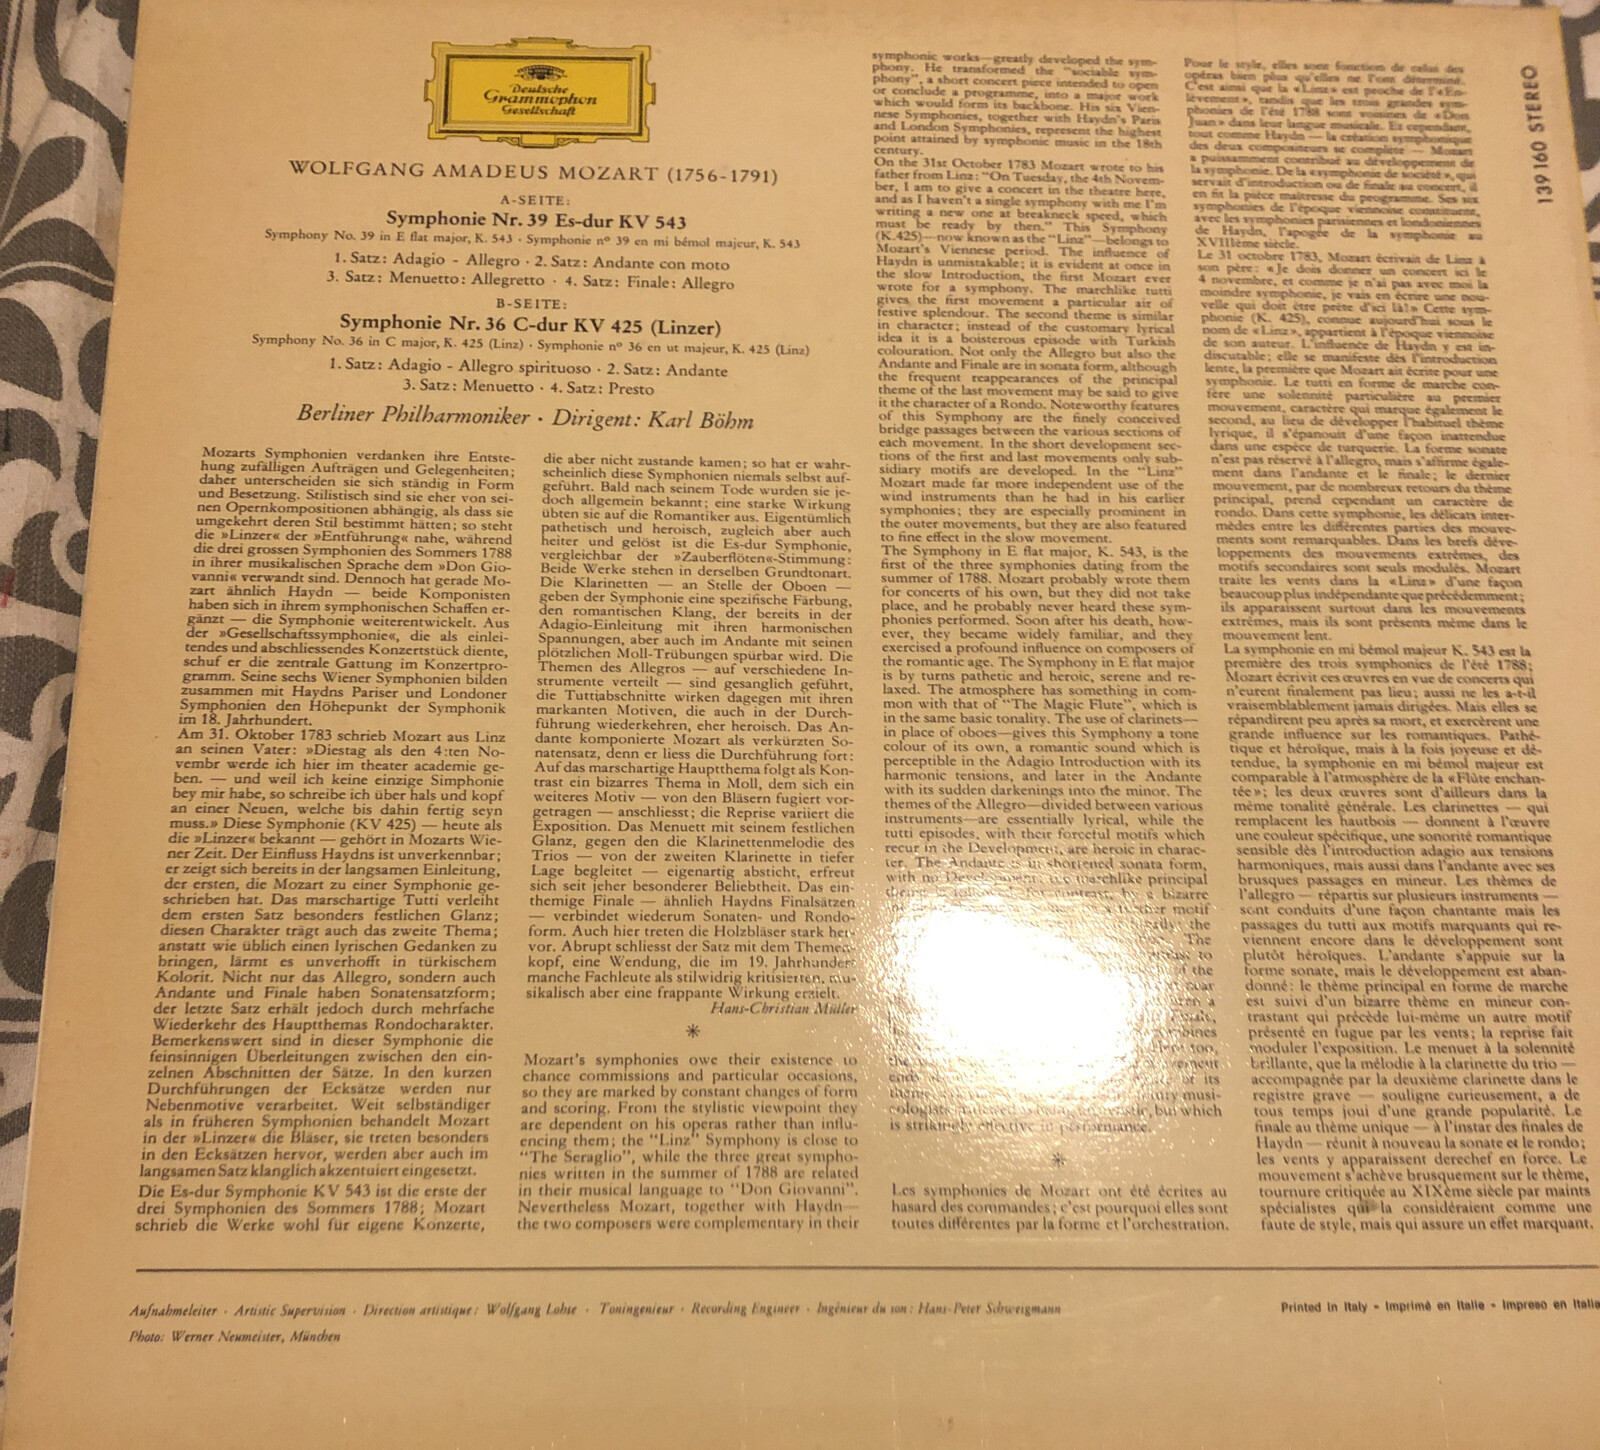 Deutsche
Grammophon
Gesellschaft
WOLFGANG AMADEUS MOZART (1756-1791)
A-SEITE:
Symphonie Nr. 39 Es-dur KV 543
Symphony No. 39 in E flat major, K. 543 · Symphonie nº 39 en mi bémol majeur, K. 543
1. Satz: Adagio - Allegro · 2. Satz: Andante con moto
3. Satz: Menuetto: Allegretto · 4. Satz: Finale: Allegro
B-SEITE:
Symphonie Nr. 36 C-dur KV 425 (Linzer)
Symphony No. 36 in C major, K. 425 (Linz) · Symphonie nº 36 en ut majeur, K. 425 (Linz)
1. Satz: Adagio - Allegro spirituoso · 2. Satz: Andante
3. Satz: Menuetto · 4. Satz: Presto
Berliner Philharmoniker · Dirigent: Karl Böhm
Mozarts Symphonien verdanken ihre Entste-
hung zufälligen Aufträgen und Gelegenheiten;
daher unterscheiden sie sich ständig in Form
und Besetzung. Stilistisch sind sie eher von sei-
nen Opernkompositionen abhängig, als dass sie
umgekehrt deren Stil bestimmt hätten; so steht
die »Linzer« der »Entführung« nahe, während
die drei grossen Symphonien des Sommers 1788
in ihrer musikalischen Sprache dem »Don Gio-
vanni« verwandt sind. Dennoch hat gerade Mo-
zart ähnlich Haydn — beide Komponisten
haben sich in ihrem symphonischen Schaffen er-
gänzt — die Symphonie weiterentwickelt. Aus
der »Gesellschaftssymphonie«, die als einlei-
tendes und abschliessendes Konzertstück diente,
schuf er die zentrale Gattung im Konzertpro-
gramm. Seine sechs Wiener Symphonien bilden
zusammen mit Haydns Pariser und Londoner
Symphonien den Höhepunkt der Symphonik
im 18. Jahrhundert.
Am 31. Oktober 1783 schrieb Mozart aus Linz
an seinen Vater: »Diestag als den 4:ten No-
vembr werde ich hier im theater academie ge-
ben. — und weil ich keine einzige Simphonie
bey mir habe, so schreibe ich über hals und kopf
an einer Neuen, welche bis dahin fertig seyn
muss.» Diese Symphonie (KV 425) — heute als
die »Linzer« bekannt — gehört in Mozarts Wie-
ner Zeit. Der Einfluss Haydns ist unverkennbar;
er zeigt sich bereits in der langsamen Einleitung,
der ersten, die Mozart zu einer Symphonie ge-
schrieben hat. Das marschartige Tutti verleiht
dem ersten Satz besonders festlichen Glanz;
diesen Charakter trägt auch das zweite Thema;
anstatt wie üblich einen lyrischen Gedanken zu
bringen, lärmt es unverhofft in türkischem
Kolorit. Nicht nur das Allegro, sondern auch
Andante und Finale haben Sonatensatzform;
der letzte Satz erhält jedoch durch mehrfache
Wiederkehr des Hauptthemas Rondocharakter.
Bemerkenswert sind in dieser Symphonie die
feinsinnigen Überleitungen zwischen den ein-
zelnen Abschnitten der Sätze. In den kurzen
Durchführungen der Ecksätze werden nur
Nebenmotive verarbeitet. Weit selbständiger
als in früheren Symphonien behandelt Mozart
in der »Linzer« die Bläser, sie treten besonders
in den Ecksätzen hervor, werden aber auch im
langsamen Satz klanglich akzentuiert eingesetzt.
Die Es-dur Symphonie KV 543 ist die erste der
drei Symphonien des Sommers 1788; Mozart
schrieb die Werke wohl für eigene Konzerte,
die aber nicht zustande kamen; so hat er wahr-
scheinlich diese Symphonien niemals selbst auf-
geführt. Bald nach seinem Tode wurden sie je-
doch allgemein bekannt; eine starke Wirkung
übten sie auf die Romantiker aus. Eigentümlich
pathetisch und heroisch, zugleich aber auch
heiter und gelöst ist die Es-dur Symphonie,
vergleichbar der »Zauberflöten«-Stimmung:
Beide Werke stehen in derselben Grundtonart.
Die Klarinetten — an Stelle der Oboen —
geben der Symphonie eine spezifische Färbung,
den romantischen Klang, der bereits in der
Adagio-Einleitung mit ihren harmonischen
Spannungen, aber auch im Andante mit seinen
plötzlichen Moll-Trübungen spürbar wird. Die
Themen des Allegros — auf verschiedene In-
strumente verteilt — sind gesanglich geführt,
die Tuttiabschnitte wirken dagegen mit ihren
markanten Motiven, die auch in der Durch-
führung wiederkehren, eher heroisch. Das An-
dante komponierte Mozart als verkürzten So-
natensatz, denn er liess die Durchführung fort:
Auf das marschartige Hauptthema folgt als Kon-
trast ein bizarres Thema in Moll, dem sich ein
weiteres Motiv — von den Bläsern fugiert vor-
getragen — anschliesst; die Reprise variiert die
Exposition. Das Menuett mit seinem festlichen
Glanz, gegen den die Klarinettenmelodie des
Trios — von der zweiten Klarinette in tiefer
Lage begleitet — eigenartig absticht, erfreut
sich seit jeher besonderer Beliebtheit. Das ein-
themige Finale — ähnlich Haydns Finalsätzen
— verbindet wiederum Sonaten- und Rondo-
form. Auch hier treten die Holzbläser stark her-
vor. Abrupt schliesst der Satz mit dem Themen-
kopf, eine Wendung, die im 19. Jahrhundert
manche Fachleute als stilwidrig kritisierten, mu-
sikalisch aber eine frappante Wirkung erzielt.
Hans-Christian Müller
*
Mozart's symphonies owe their existence to
chance commissions and particular occasions,
so they are marked by constant changes of form
and scoring. From the stylistic viewpoint they
are dependent on his operas rather than influ-
encing them; the "Linz" Symphony is close to
"The Seraglio", while the three great sympho-
nies written in the summer of 1788 are related
in their musical language to "Don Giovanni".
Nevertheless Mozart, together with Haydn—
the two composers were complementary in their
symphonic works—greatly developed the sym-
phony. He transformed the "sociable sym-
phony", a short concert piece intended to open
or conclude a programme, into a major work
which would form its backbone. His six Vien-
nese Symphonies, together with Haydn's Paris
and London Symphonies, represent the highest
point attained by symphonic music in the 18th
century.
On the 31st October 1783 Mozart wrote to his
father from Linz: "On Tuesday, the 4th Novem-
ber, I am to give a concert in the theatre here,
and as I haven't a single symphony with me I'm
writing a new one at breakneck speed, which
must be ready by then." This Symphony
(K.425)—now known as the "Linz"—belongs to
Mozart's Viennese period. The influence of
Haydn is unmistakable; it is evident at once in
the slow Introduction, the first Mozart ever
wrote for a symphony. The marchlike tutti
gives the first movement a particular air of
festive splendour. The second theme is similar
in character; instead of the customary lyrical
idea it is a boisterous episode with Turkish
colouration. Not only the Allegro but also the
Andante and Finale are in sonata form, although
the frequent reappearances of the principal
theme of the last movement may be said to give
it the character of a Rondo. Noteworthy features
of this Symphony are the finely conceived
bridge passages between the various sections of
each movement. In the short development sec-
tions of the first and last movements only sub-
sidiary motifs are developed. In the "Linz"
Mozart made far more independent use of the
wind instruments than he had in his earlier
symphonies; they are especially prominent in
the outer movements, but they are also featured
to fine effect in the slow movement.
The Symphony in E flat major, K. 543, is the
first of the three symphonies dating from the
summer of 1788. Mozart probably wrote them
for concerts of his own, but they did not take
place, and he probably never heard these sym-
phonies performed. Soon after his death, how-
ever, they became widely familiar, and they
exercised a profound influence on composers of
the romantic age. The Symphony in E flat major
is by turns pathetic and heroic, serene and re-
laxed. The atmosphere has something in com-
mon with that of "The Magic Flute", which is
in the same basic tonality. The use of clarinets—
in place of oboes—gives this Symphony a tone
colour of its own, a romantic sound which is
perceptible in the Adagio Introduction with its
harmonic tensions, and later in the Andante
with its sudden darkenings into the minor. The
themes of the Allegro—divided between various
instruments—are essentially lyrical, while the
tutti episodes, with their forceful motifs which
recur in the Development, are heroic in charac-
ter. The Andante is in shortened sonata form,
with no Development: the marchlike principal
theme is followed, for contrast, by a bizarre
motif
the
The
to
the
a
too,
of its
musi-
but which
is strikingly effective in performance.
*
Les symphonies de Mozart ont été écrites au
hasard des commandes; c'est pourquoi elles sont
toutes différentes par la forme et l'orchestration.
Pour le style, elles sont fonction de celui des
opéras bien plus qu'elles ne l'ont déterminé.
C'est ainsi que la «Linz» est proche de l'«En-
lèvement», tandis que les trois grandes sym-
phonies de l'été 1788 sont voisines de «Don
Juan» dans leur langue musicale. Et cependant,
tout comme Haydn — la création symphonique
des deux compositeurs se complète — Mozart
a puissamment contribué au développement de
la symphonie. De la «symphonie de société», qui
servait d'introduction ou de finale au concert, il
en fit la pièce maîtresse du programme. Ses six
symphonies de l'époque viennoise constituent,
avec les symphonies parisiennes et londoniennes
de Haydn, l'apogée de la symphonie au
XVIIIème siècle.
Le 31 octobre 1783, Mozart écrivait de Linz à
son père: «Je dois donner un concert ici le
4 novembre, et comme je n'ai pas avec moi la
moindre symphonie, je vais en écrire une nou-
velle qui doit être prête d'ici là!» Cette sym-
phonie (K. 425), connue aujourd'hui sous le
nom de «Linz», appartient à l'époque viennoise
de son auteur. L'influence de Haydn y est in-
discutable; elle se manifeste dès l'introduction
lente, la première que Mozart ait écrite pour une
symphonie. Le tutti en forme de marche con-
fère une solennité particulière au premier
mouvement, caractère qui marque également le
second, au lieu de développer l'habituel thème
lyrique, il s'épanouit d'une façon inattendue
dans une espèce de turquerie. La forme sonate
n'est pas réservé à l'allegro, mais s'affirme égale-
ment dans l'andante et le finale; le dernier
mouvement, par de nombreux retours du thème
principal, prend cependant un caractère de
rondo. Dans cette symphonie, les délicats inter-
mèdes entre les différentes parties des mouve-
ments sont remarquables. Dans les brefs déve-
loppements des mouvements extrêmes, des
motifs secondaires sont seuls modulés. Mozart
traite les vents dans la «Linz» d'une façon
beaucoup plus indépendante que précédemment;
ils apparaissent surtout dans les mouvements
extrêmes, mais ils sont présents même dans le
mouvement lent.
La symphonie en mi bémol majeur K. 543 est la
première des trois symphonies de l'été 1788;
Mozart écrivit ces œuvres en vue de concerts qui
n'eurent finalement pas lieu; aussi ne les a-t-il
vraisemblablement jamais dirigées. Mais elles se
répandirent peu après sa mort, et exercèrent une
grande influence sur les romantiques. Pathé-
tique et héroïque, mais à la fois joyeuse et dé-
tendue, la symphonie en mi bémol majeur est
comparable à l'atmosphère de la «Flûte enchan-
tée»; les deux œuvres sont d'ailleurs dans la
même tonalité générale. Les clarinettes — qui
remplacent les hautbois — donnent à l'œuvre
une couleur spécifique, une sonorité romantique
sensible dès l'introduction adagio aux tensions
harmoniques, mais aussi dans l'andante avec ses
brusques passages en mineur. Les thèmes de
l'allegro — répartis sur plusieurs instruments —
sont conduits d'une façon chantante mais les
passages du tutti aux motifs marquants qui re-
viennent encore dans le développement sont
plutôt héroïques. L'andante s'appuie sur la
forme sonate, mais le développement est aban-
donné: le thème principal en forme de marche
est suivi d'un bizarre thème en mineur con-
trastant qui précède lui-même un autre motif
présenté en fugue par les vents; la reprise fait
moduler l'exposition. Le menuet à la solennité
brillante, que la mélodie à la clarinette du trio —
accompagnée par la deuxième clarinette dans le
registre grave — souligne curieusement, a de
tous temps joui d'une grande popularité. Le
finale au thème unique — à l'instar des finales de
Haydn — réunit à nouveau la sonate et le rondo;
les vents y apparaissent derechef en force. Le
mouvement s'achève brusquement sur le thème,
tournure critiquée au XIXème siècle par maints
spécialistes qui la considéraient comme une
faute de style, mais qui assure un effet marquant.
139 160 STEREO
Aufnahmeleiter · Artistic Supervision · Direction artistique: Wolfgang Lohse · Toningenieur · Recording Engineer · Ingénieur du son: Hans-Peter Schweigmann
Photo: Werner Neumeister, München
Printed in Italy - Imprimé en Italie - Impreso en Italia